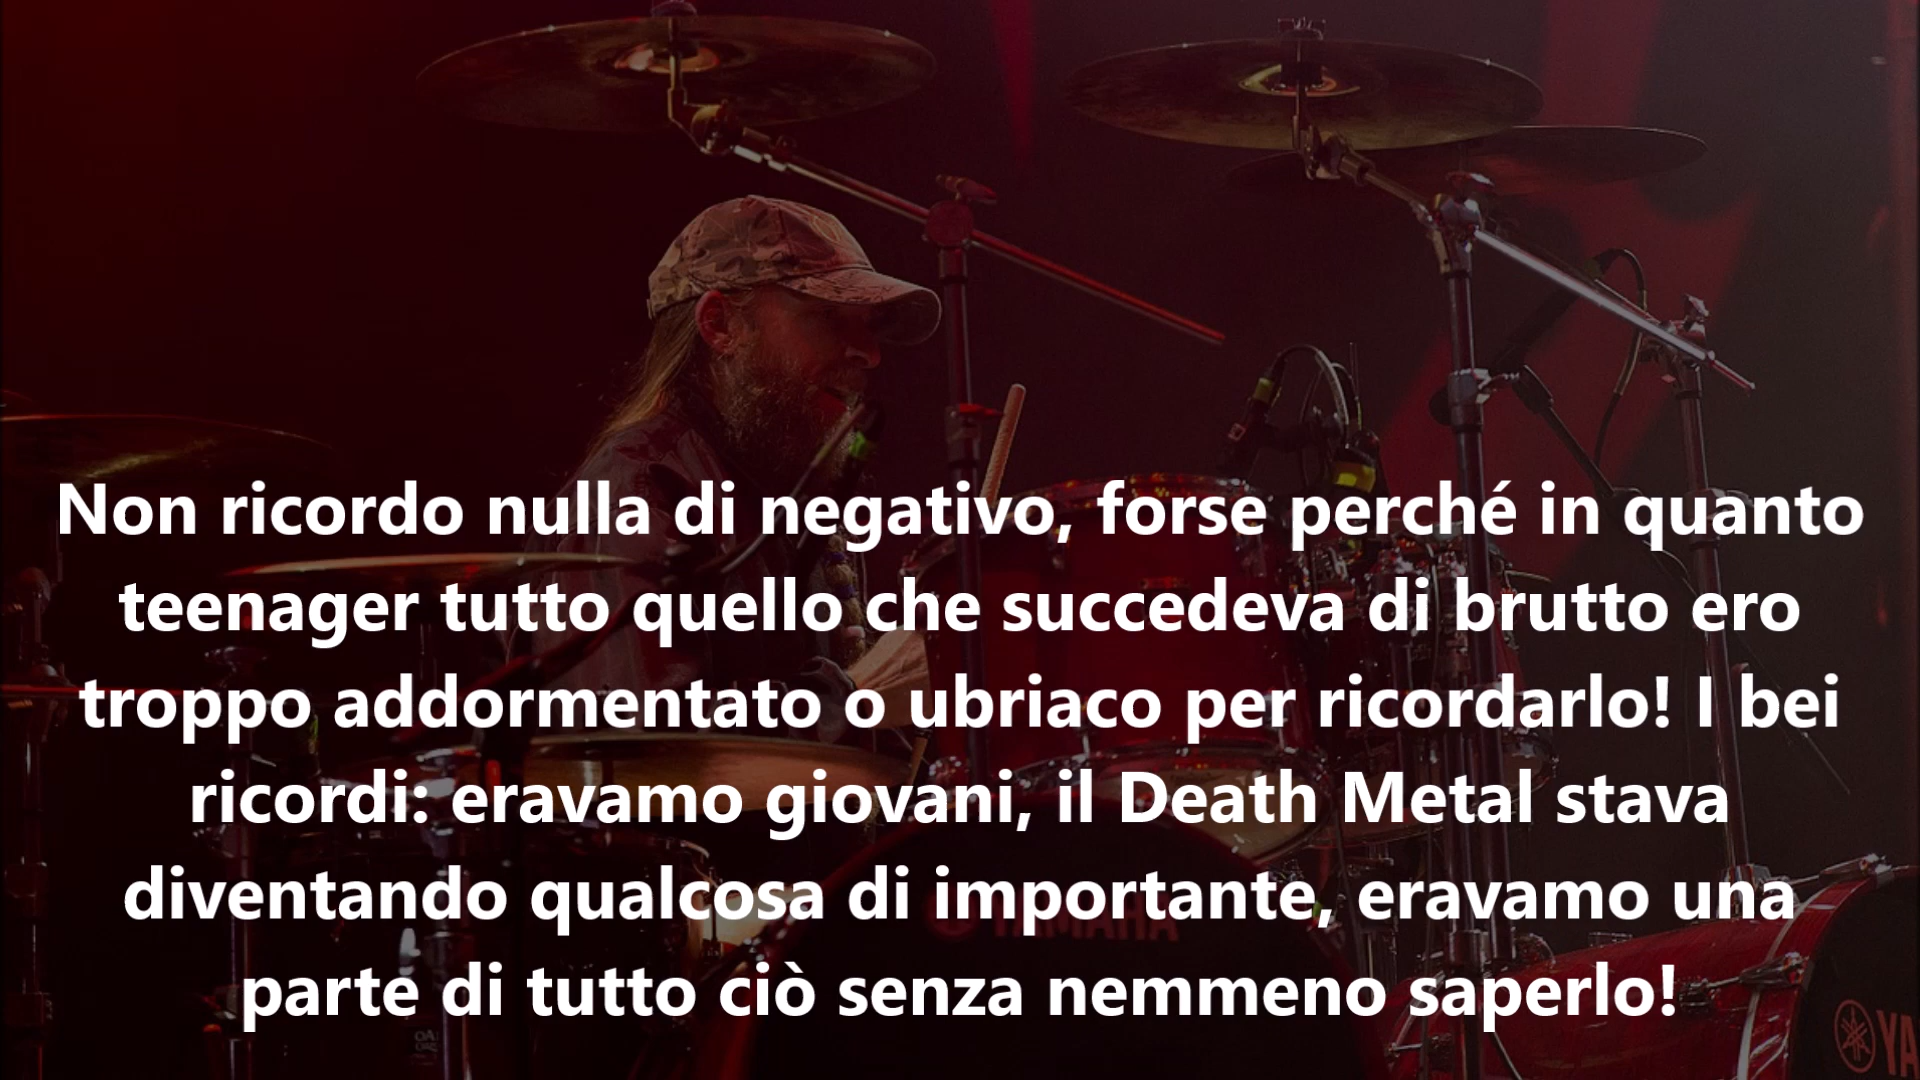 Non ricordo nulla di negativo, forse perché in quanto
teenager tutto quello che succedeva di brutto ero
troppo addormentato o ubriaco per ricordarlo! I bei
ricordi: eravamo giovani, il Death Metal stava
diventando qualcosa di importante, eravamo una
parte di tutto ciò senza nemmeno saperlo!
YAMAHA
YA